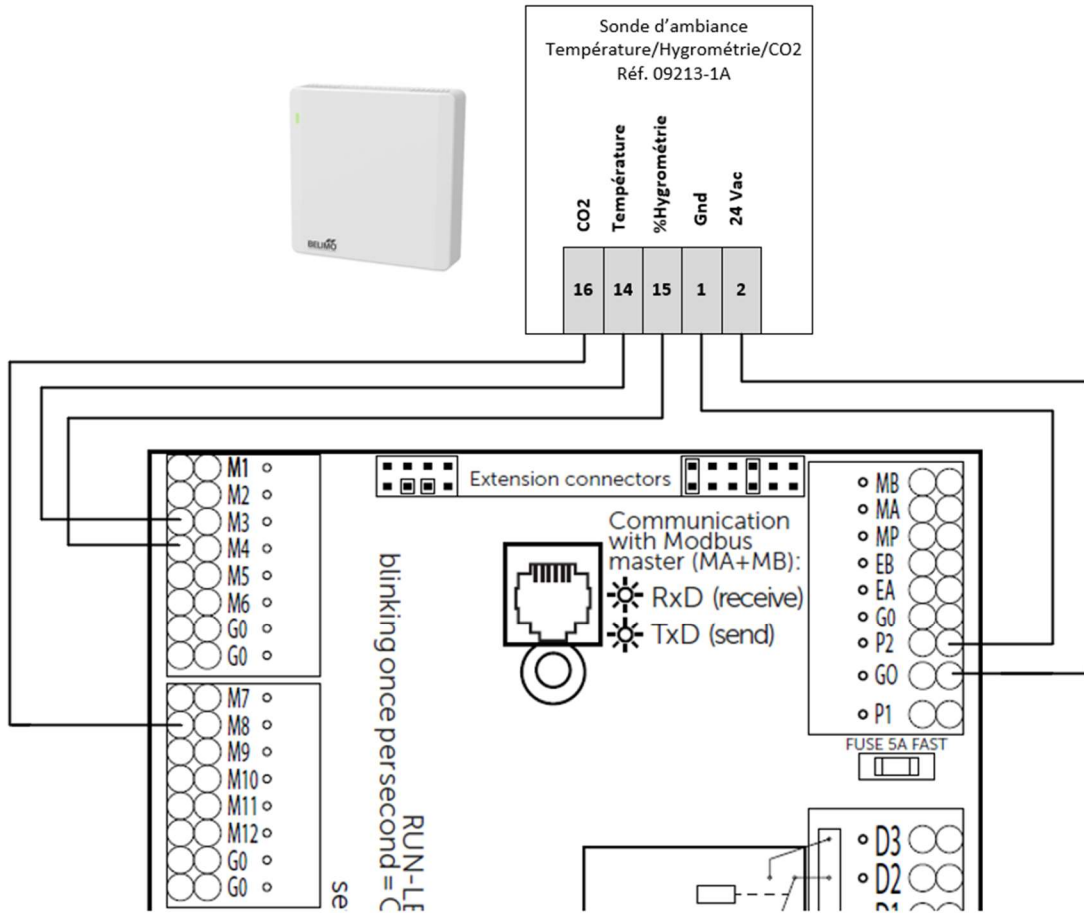 Sonde d’ambiance
Température/Hygrométrie/CO2
Réf. 09213-1A
CO2
Température
%Hygrométrie
Gnd
24 Vac
16
14
15
1
2
BELIMO
M1
M2
M3
M4
M5
M6
G0
G0
M7
M8
M9
M10
M11
M12
G0
G0
Extension connectors
Communication
with Modbus
master (MA+MB):
RxD (receive)
TxD (send)
blinking once per second = 
RUN-LE
se
MB
MA
MP
EB
EA
G0
P2
GO
P1
FUSE 5A FAST
D3
D2
D1